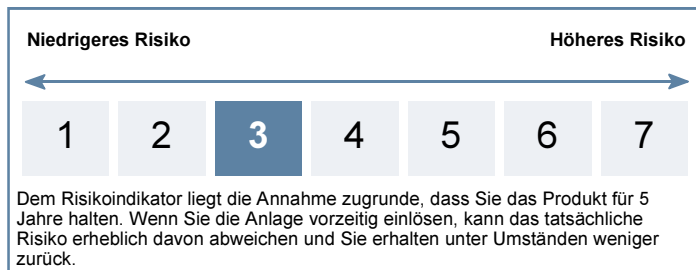 Niedrigeres Risiko Höheres Risiko
1 2 3 4 5 6 7
Dem Risikoindikator liegt die Annahme zugrunde, dass Sie das Produkt für 5
Jahre halten. Wenn Sie die Anlage vorzeitig einlösen, kann das tatsächliche
Risiko erheblich davon abweichen und Sie erhalten unter Umständen weniger
zurück.